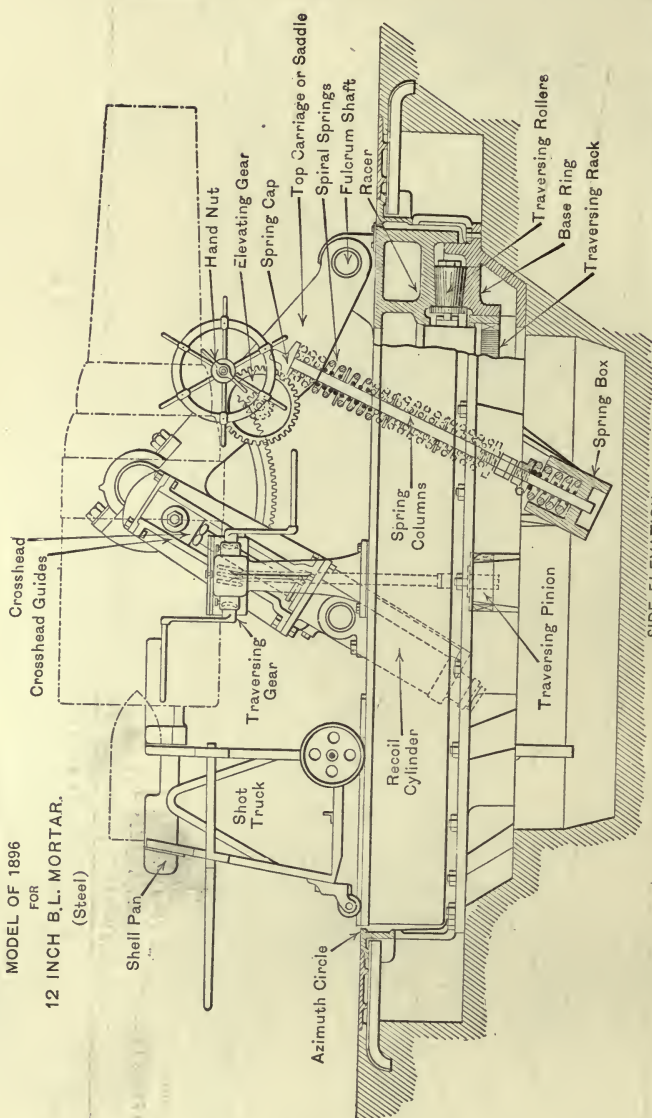 MODEL OF 1896
FOR
12 INCH B.L. MORTAR.
(Steel)
Crosshead
Crosshead Guides
Shell Pan
Shot
Truck
Traversing
Gear
Azimuth Circle
Recoil
Cylinder
Hand Nut
Elevating Gear
Spring Cap
Top Carriage or Saddle
Spiral Springs
Fulcrum Shaft
Racer
Spring
Columns
Traversing Rollers
Base Ring
Traversing Rack
Traversing Pinion
Spring Box
SIDE ELEVATION